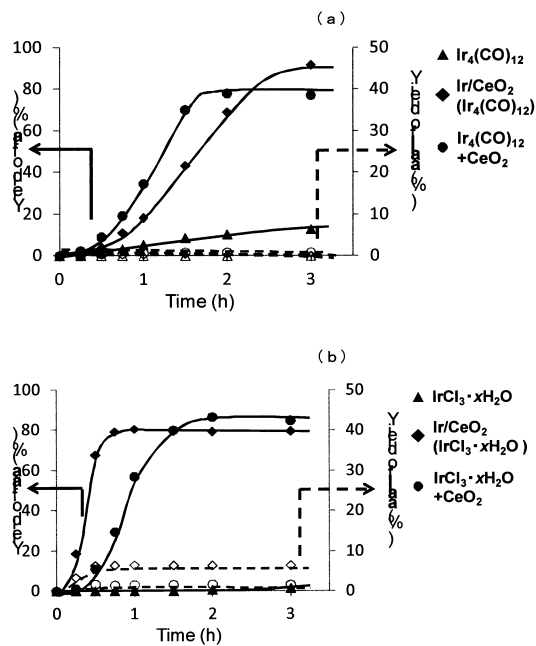 (a)
100
80
60
40
20
0
50
40
30
20
10
0
0
1
2
3
Time (h)
Ir₄(CO)₁₂
Ir/CeO₂
(Ir₄(CO)₁₂)
Ir₄(CO)₁₂
+CeO₂
(b)
100
80
60
40
20
0
50
40
30
20
10
0
0
1
2
3
Time (h)
IrCl₃·xH₂O
Ir/CeO₂
(IrCl₃·xH₂O)
IrCl₃·xH₂O
+CeO₂